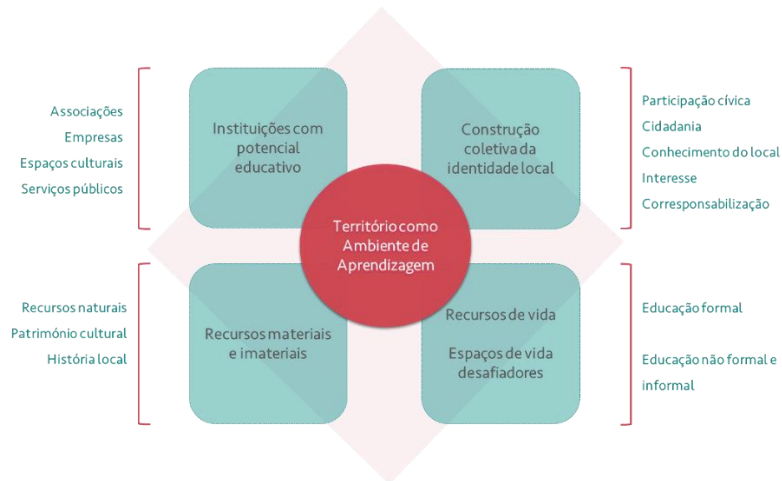 Associações
Empresas
Espaços culturais
Serviços públicos
Instituições com
potencial
educativo
Construção
coletiva da
identidade local
Participação cívica
Cidadania
Conhecimento do local
Interesse
Corresponsabilização
Território como
Ambiente de
Aprendizagem
Recursos naturais
Património cultural
História local
Recursos materiais
e imateriais
Recursos de vida
Espaços de vida
desafiadores
Educação formal
Educação não formal e
informal